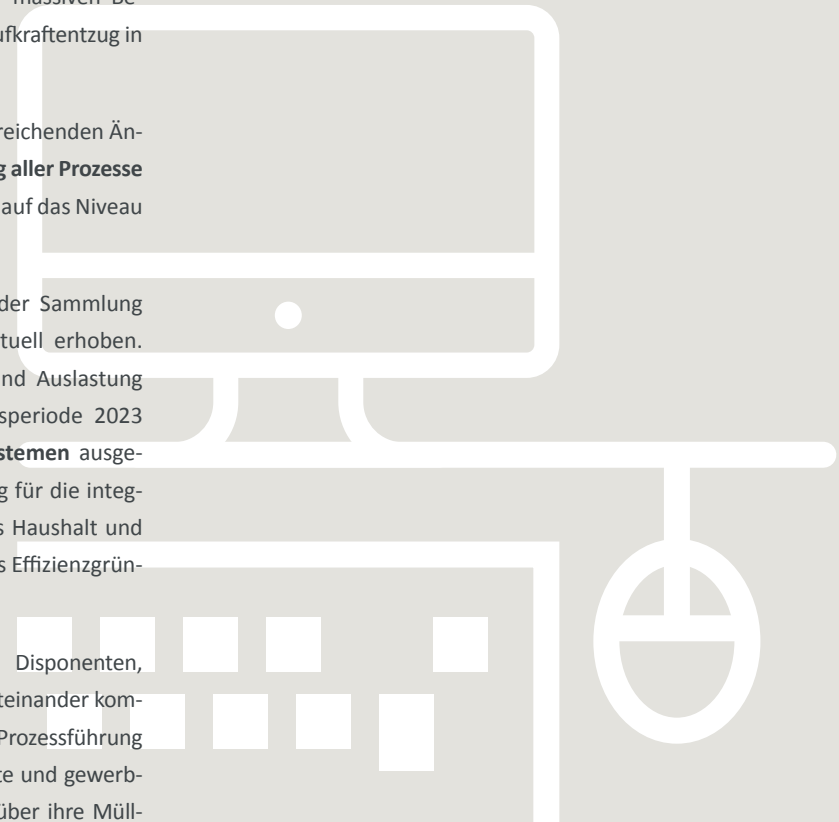 massiven Be-
ufkraftentzug in
reichenden Än-
g aller Prozesse
auf das Niveau
der Sammlung
tuell erhoben.
nd Auslastung
speriode 2023
stemen ausge-
g für die integ-
s Haushalt und
s Effizienzgrün-
Disponenten,
teinander kom-
Prozessführung
te und gewerb-
über ihre Müll-